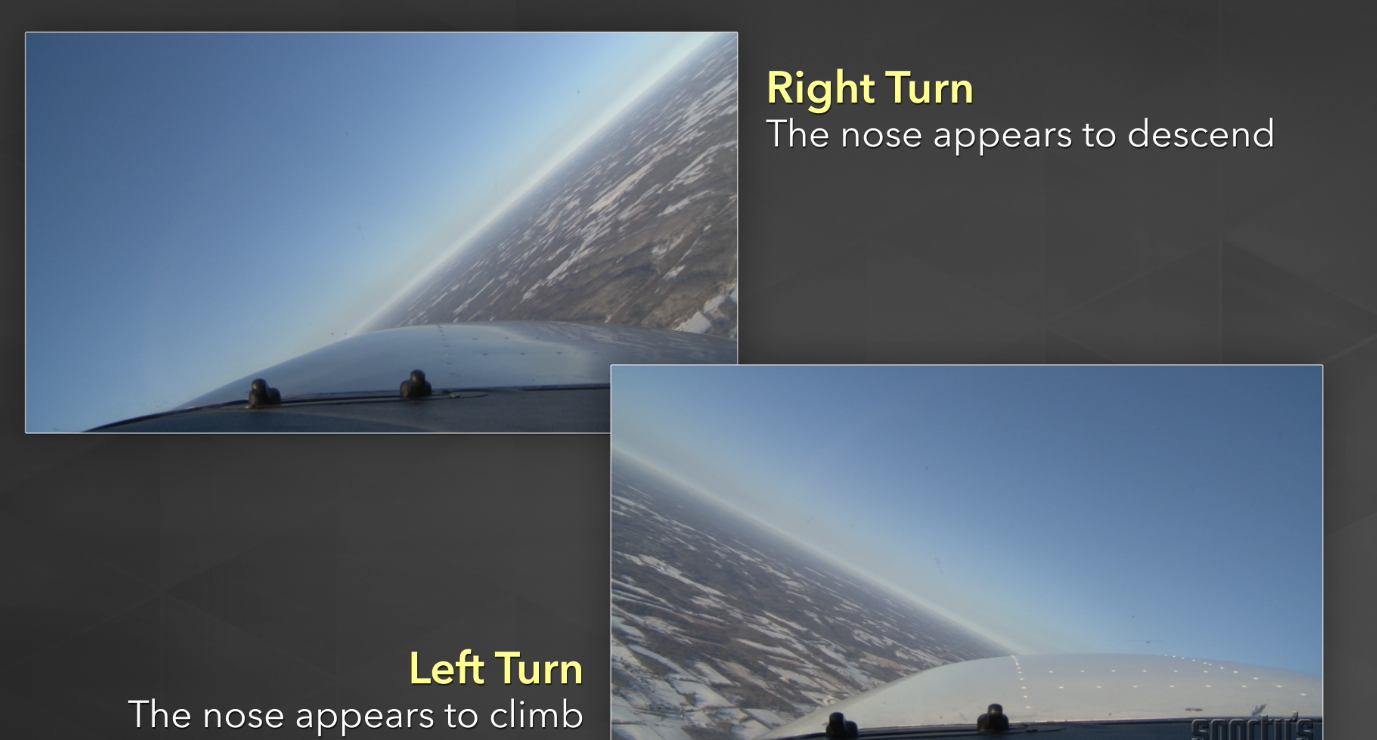 Right Turn
The nose appears to descend
Left Turn
The nose appears to climb
sporty's